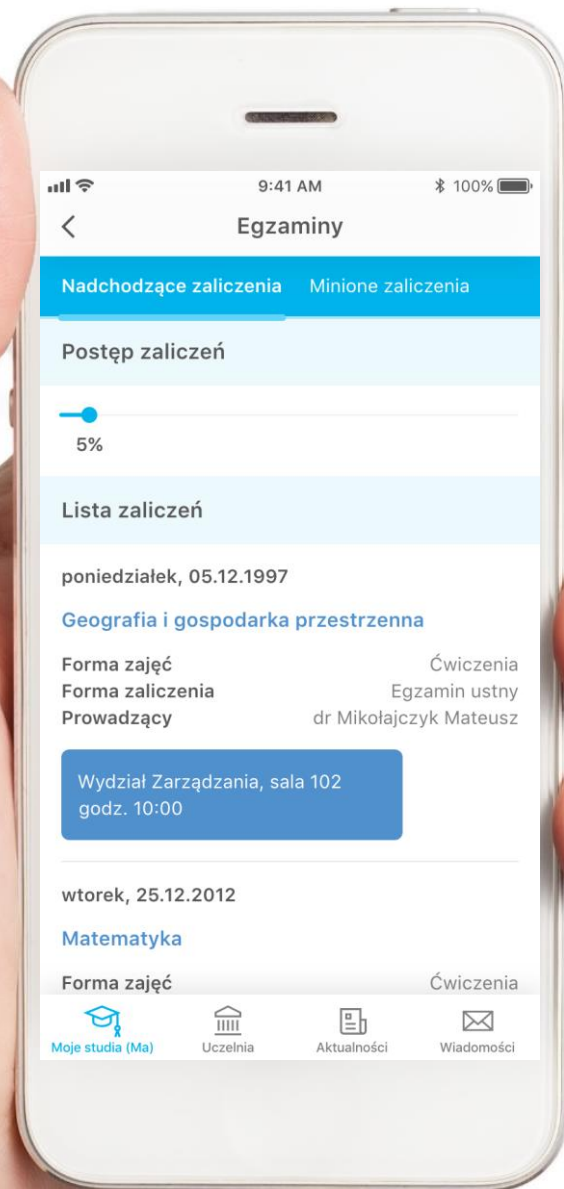 9:41 AM
100%
Egzaminy
Nadchodzące zaliczenia Minione zaliczenia
Postęp zaliczeń
5%
Lista zaliczeń
poniedziałek, 05.12.1997
Geografia i gospodarka przestrzenna
Forma zajęć Ćwiczenia
Forma zaliczenia Egzamin ustny
Prowadzący dr Mikołajczyk Mateusz
Wydział Zarządzania, sala 102
godz. 10:00
wtorek, 25.12.2012
Matematyka
Forma zajęć Ćwiczenia
Moje studia (Ma) Uczelnia Aktualności Wiadomości